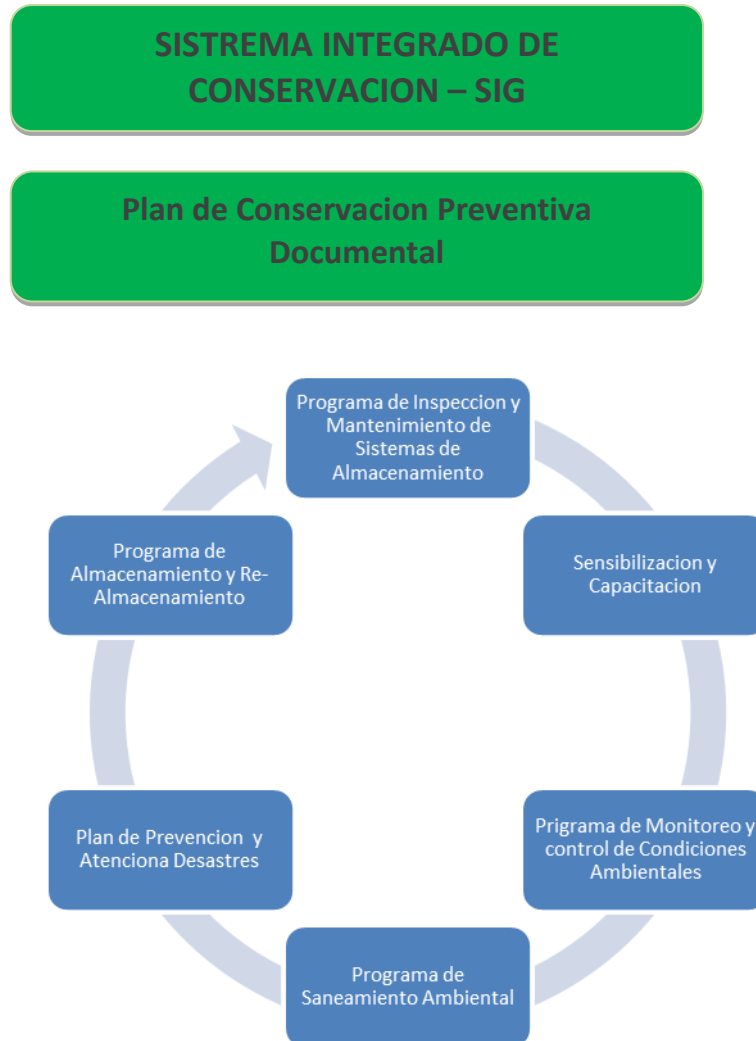 SISTREMA INTEGRADO DE
CONSERVACION – SIG
Plan de Conservacion Preventiva
Documental
Programa de Inspeccion y
Mantenimiento de
Sistemas de
Almacenamiento
Sensibilizacion y
Capacitacion
Prigrama de Monitoreo y
control de Condiciones
Ambientales
Programa de
Saneamiento Ambiental
Plan de Prevencion y
Atenciona Desastres
Programa de
Almacenamiento y Re-
Almacenamiento